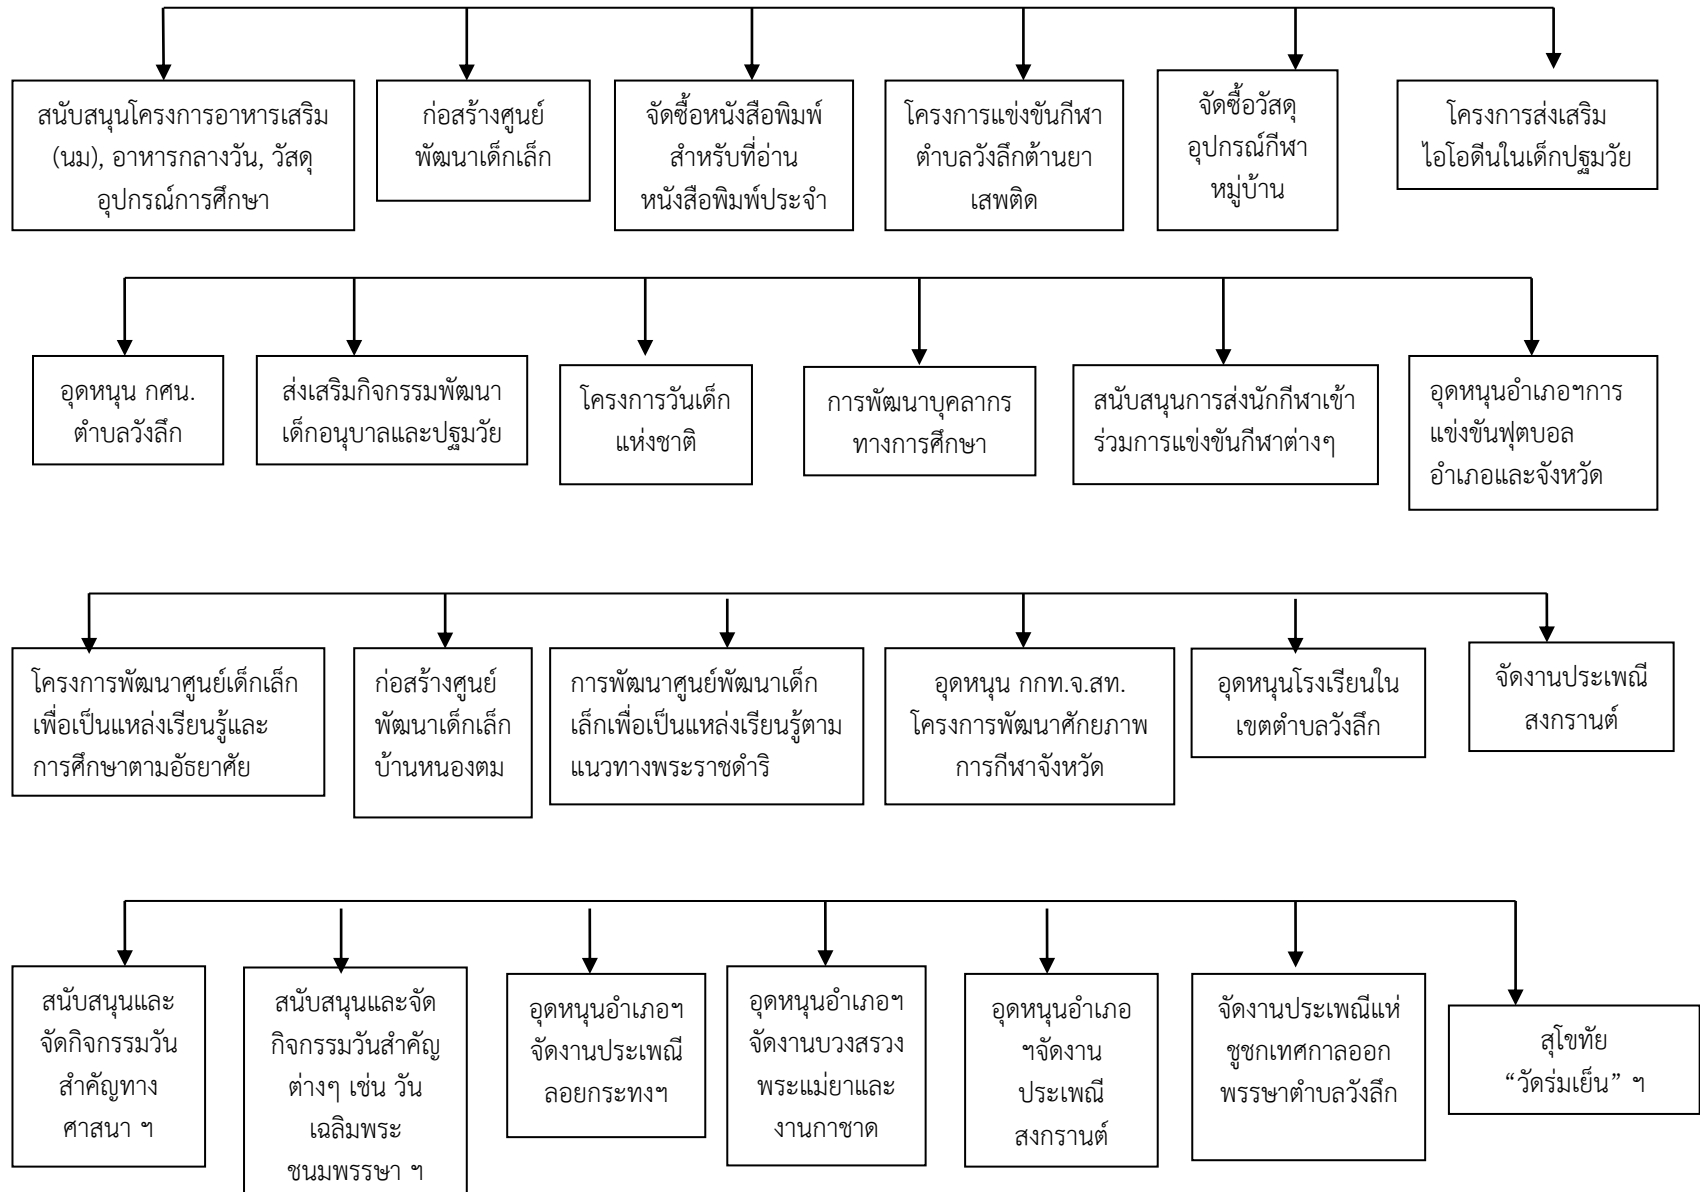 สนับสนุนโครงการอาหารเสริม
(นม), อาหารกลางวัน, วัสดุ
อุปกรณ์การศึกษา
ก่อสร้างศูนย์
พัฒนาเด็กเล็ก
จัดซื้อหนังสือพิมพ์
สำหรับที่อ่าน
หนังสือพิมพ์ประจำ
โครงการแข่งขันกีฬา
ตำบลวังลึกต้านยา
เสพติด
จัดซื้อวัสดุ
อุปกรณ์กีฬา
หมู่บ้าน
โครงการส่งเสริม
ไอโอดีนในเด็กปฐมวัย
อุดหนุน กศน.
ตำบลวังลึก
ส่งเสริมกิจกรรมพัฒนา
เด็กอนุบาลและปฐมวัย
โครงการวันเด็ก
แห่งชาติ
การพัฒนาบุคลากร
ทางการศึกษา
สนับสนุนการส่งนักกีฬาเข้า
ร่วมการแข่งขันกีฬาต่างๆ
อุดหนุนอำเภอฯการ
แข่งขันฟุตบอล
อำเภอและจังหวัด
โครงการพัฒนาศูนย์เด็กเล็ก
เพื่อเป็นแหล่งเรียนรู้และ
การศึกษาตามอัธยาศัย
ก่อสร้างศูนย์
พัฒนาเด็กเล็ก
บ้านหนองตม
การพัฒนาศูนย์พัฒนาเด็ก
เล็กเพื่อเป็นแหล่งเรียนรู้ตาม
แนวทางพระราชดำริ
อุดหนุน กกท.จ.สท.
โครงการพัฒนาศักยภาพ
การกีฬาจังหวัด
อุดหนุนโรงเรียนใน
เขตตำบลวังลึก
จัดงานประเพณี
สงกรานต์
สนับสนุนและ
จัดกิจกรรมวัน
สำคัญทาง
ศาสนา ฯ
สนับสนุนและจัด
กิจกรรมวันสำคัญ
ต่างๆ เช่น วัน
เฉลิมพระ
ชนมพรรษา ฯ
อุดหนุนอำเภอฯ
จัดงานประเพณี
ลอยกระทงฯ
อุดหนุนอำเภอฯ
จัดงานบวงสรวง
พระแม่ยาและ
งานกาชาด
อุดหนุนอำเภอ
ฯจัดงาน
ประเพณี
สงกรานต์
จัดงานประเพณีแห่
ชูชกเทศกาลออก
พรรษาตำบลวังลึก
สุโขทัย
“วัดร่มเย็น” ฯ